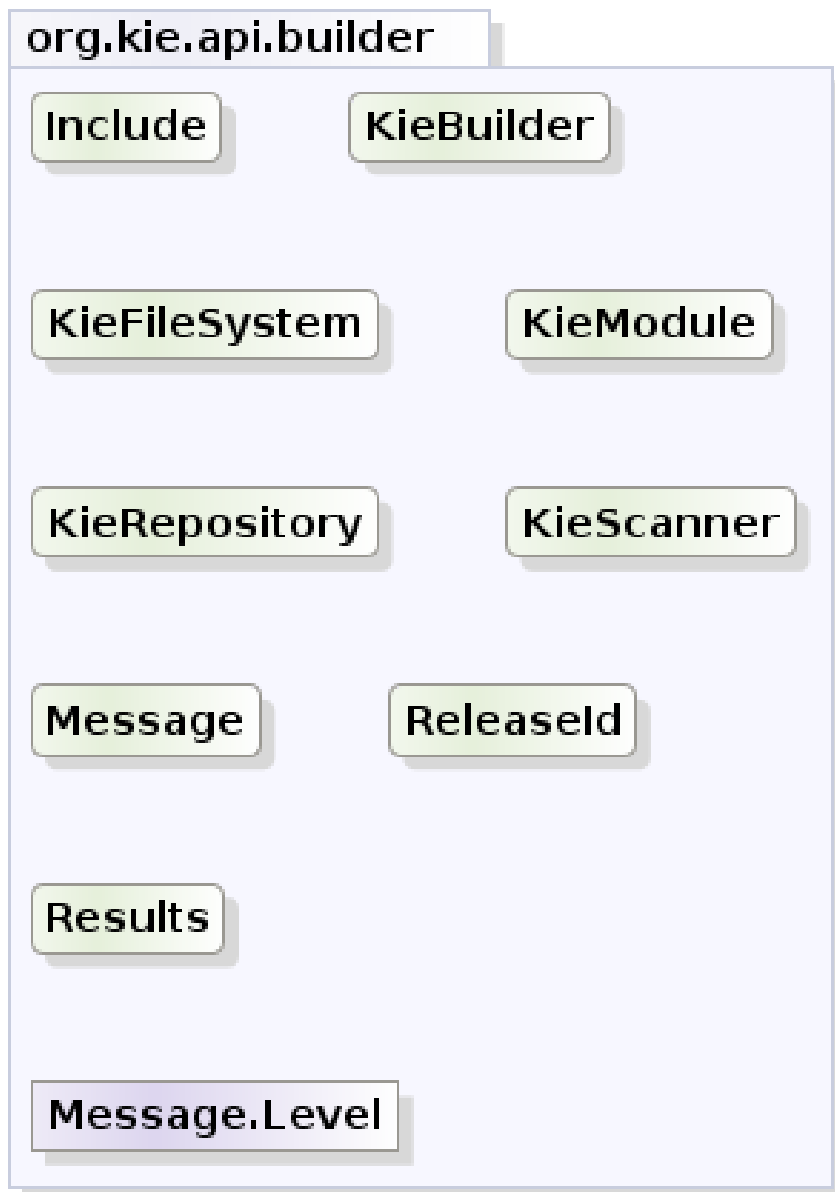 org.kie.api.builder
Include KieBuilder
KieFileSystem KieModule
KieRepository KieScanner
Message ReleaseId
Results
Message.Level